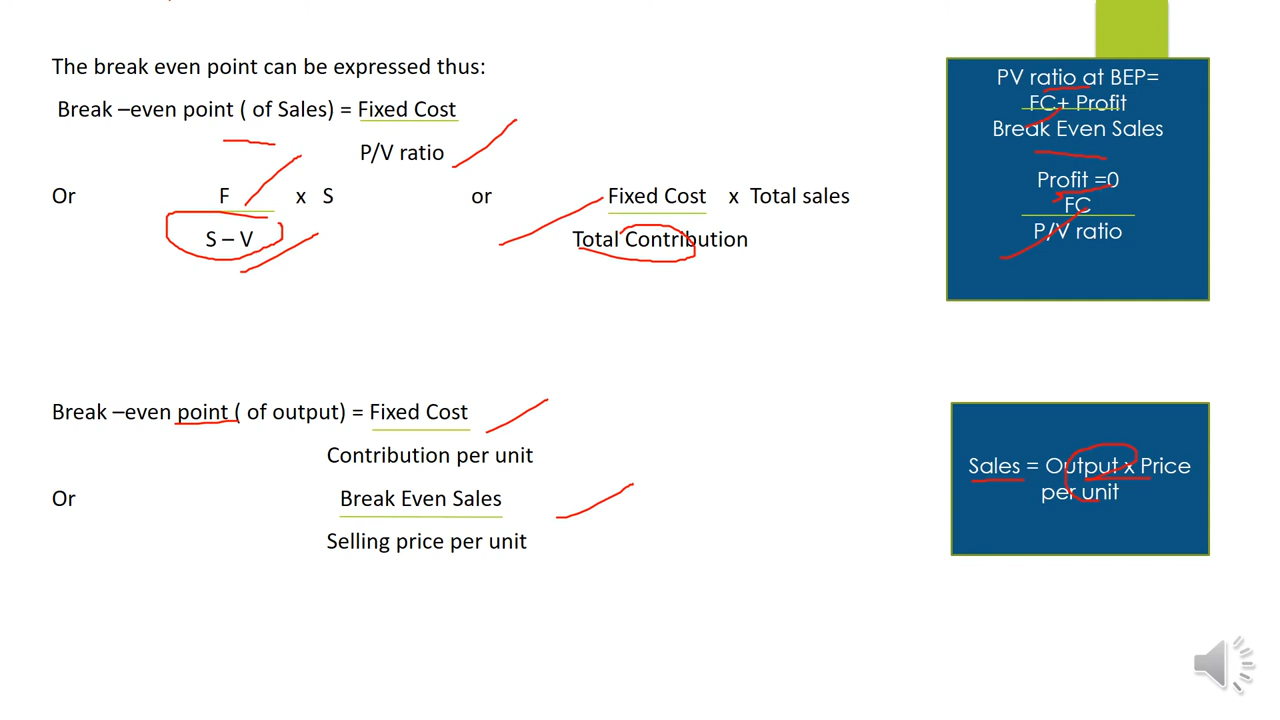 The break even point can be expressed thus:
Break –even point ( of Sales) = Fixed Cost
P/V ratio
Or F x S or Fixed Cost x Total sales
S – V Total Contribution
Break –even point ( of output) = Fixed Cost
Contribution per unit
Or Break Even Sales
Selling price per unit
PV ratio at BEP=
FC+ Profit
Break Even Sales
Profit =0
FC
P/V ratio
Sales = Output x Price
per unit